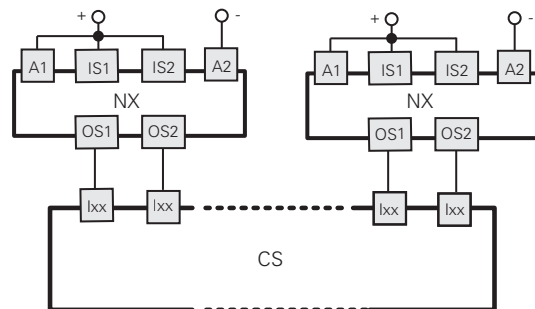 + - + -
A1 IS1 IS2 A2 A1 IS1 IS2 A2
NX NX
OS1 OS2 OS1 OS2
Ixx Ixx Ixx Ixx
CS